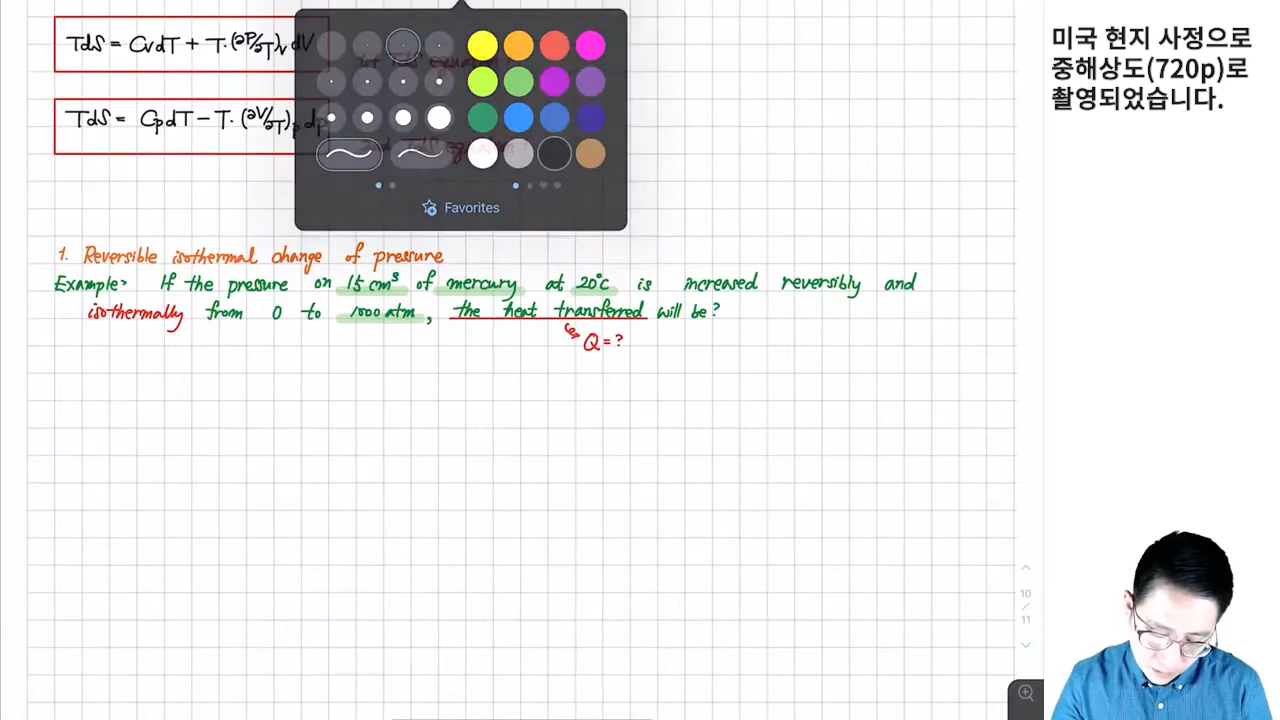 미국 현지 사정으로
중해상도(720p)로
촬영되었습니다.
TdS = CvdT + T·(∂P/∂T)v dV
TdS = CpdT − T·(∂V/∂T)p dp
Favorites
1. Reversible isothermal change of pressure
Example> If the pressure on 15 cm³ of mercury at 20°C is increased reversibly and
isothermally from 0 to 1000 atm, the heat transferred will be?
↳ Q = ?
10
/
11